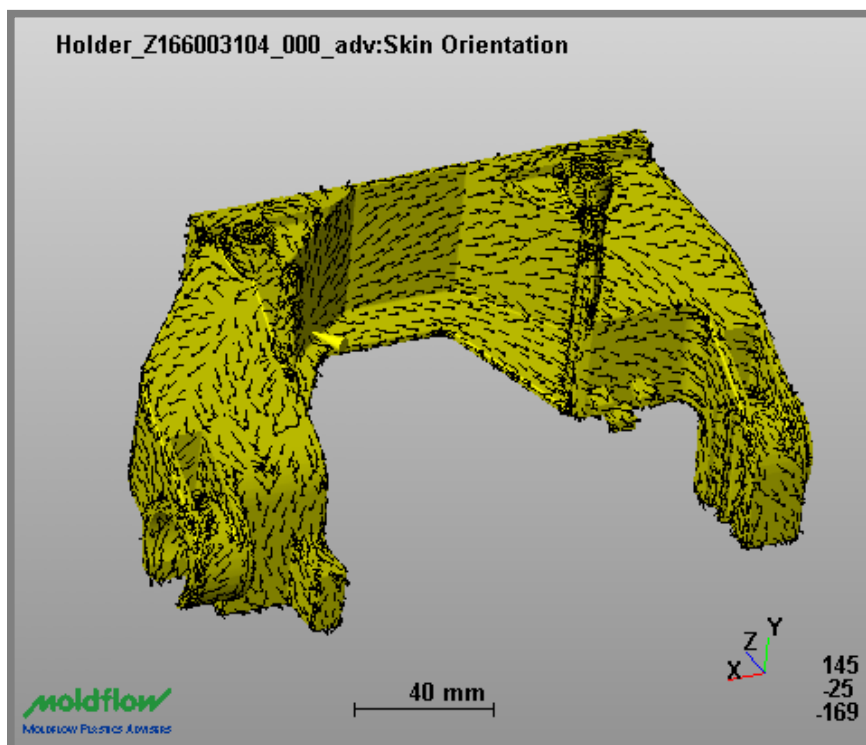 Holder_Z166003104_000_adv:Skin Orientation
Z Y
X
145
-25
-169
40 mm
moldflow
MOLDFLOW PLASTICS ADVISERS